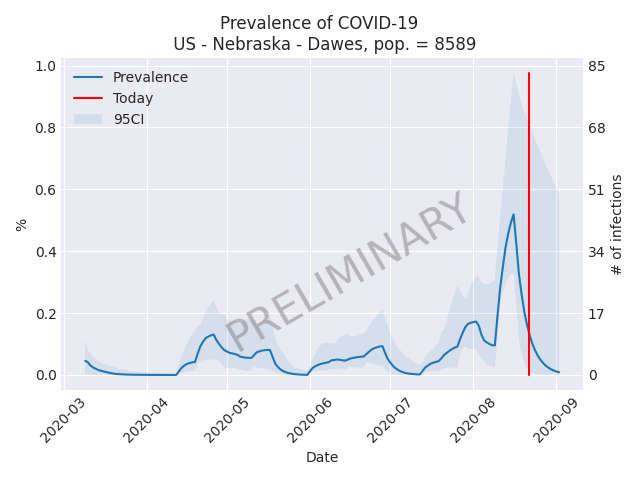 Prevalence of COVID-19
US - Nebraska - Dawes, pop. = 8589
Prevalence
Today
95CI
PRELIMINARY
%
1.0
0.8
0.6
0.4
0.2
0.0
# of infections
85
68
51
34
17
0
2020-03
2020-04
2020-05
2020-06
2020-07
2020-08
2020-09
Date